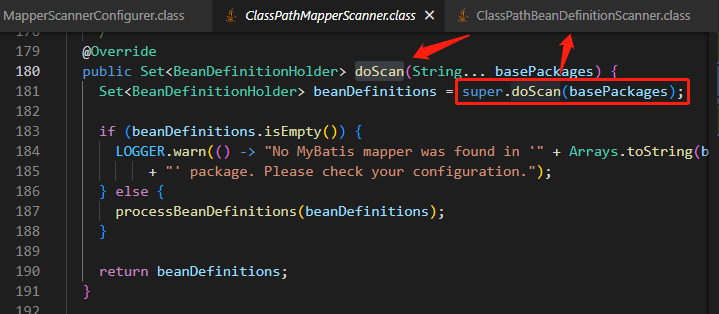 MapperScannerConfigurer.class
ClassPathMapperScanner.class
ClassPathBeanDefinitionScanner.class
178 */
179 @Override
180 public Set<BeanDefinitionHolder> doScan(String... basePackages) {
181 Set<BeanDefinitionHolder> beanDefinitions = super.doScan(basePackages);
182
183 if (beanDefinitions.isEmpty()) {
184 LOGGER.warn(() -> "No MyBatis mapper was found in '" + Arrays.toString(b
185 + "' package. Please check your configuration.");
186 } else {
187 processBeanDefinitions(beanDefinitions);
188 }
189
190 return beanDefinitions;
191 }
192